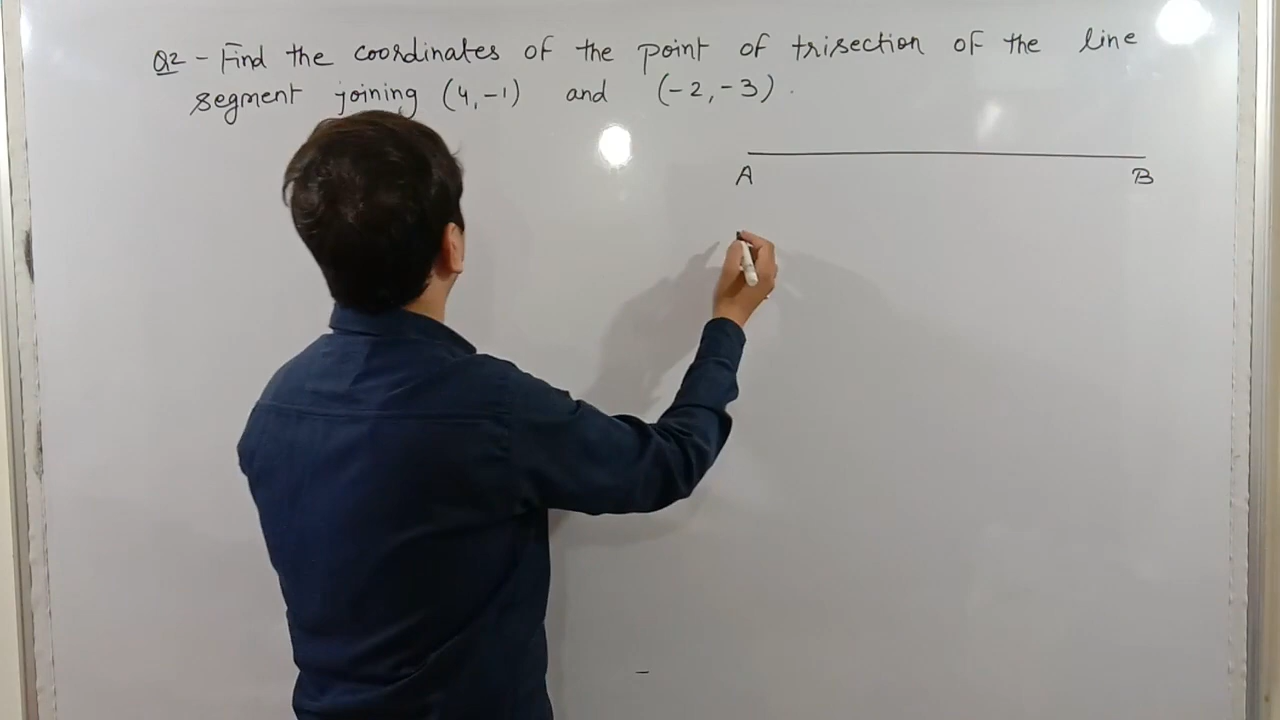 Q2 - Find the coordinates of the point of trisection of the line
segment joining (4,-1) and (-2,-3).
A B